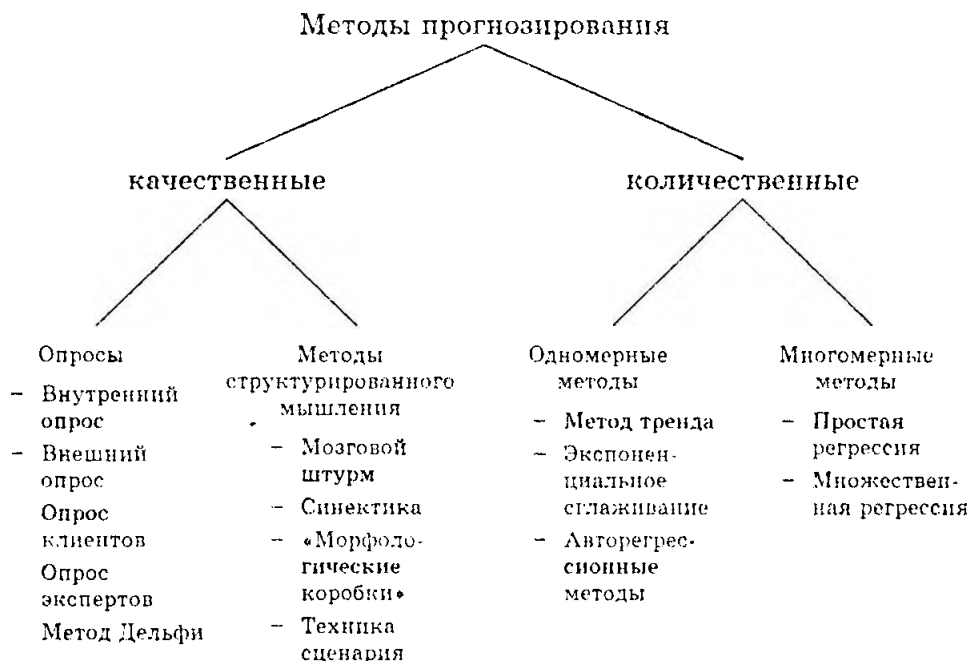 Методы прогнозирования
качественные
количественные
Опросы
– Внутренний
опрос
– Внешний
опрос
Опрос
клиентов
Опрос
экспертов
Метод Дельфи
Методы
структурированного
мышления
– Мозговой
штурм
– Синектика
– «Морфоло-
гические
коробки»
– Техника
сценария
Одномерные
методы
– Метод тренда
– Экспонен-
циальное
сглаживание
– Авторегрес-
сионные
методы
Многомерные
методы
– Простая
регрессия
– Множествен-
ная регрессия